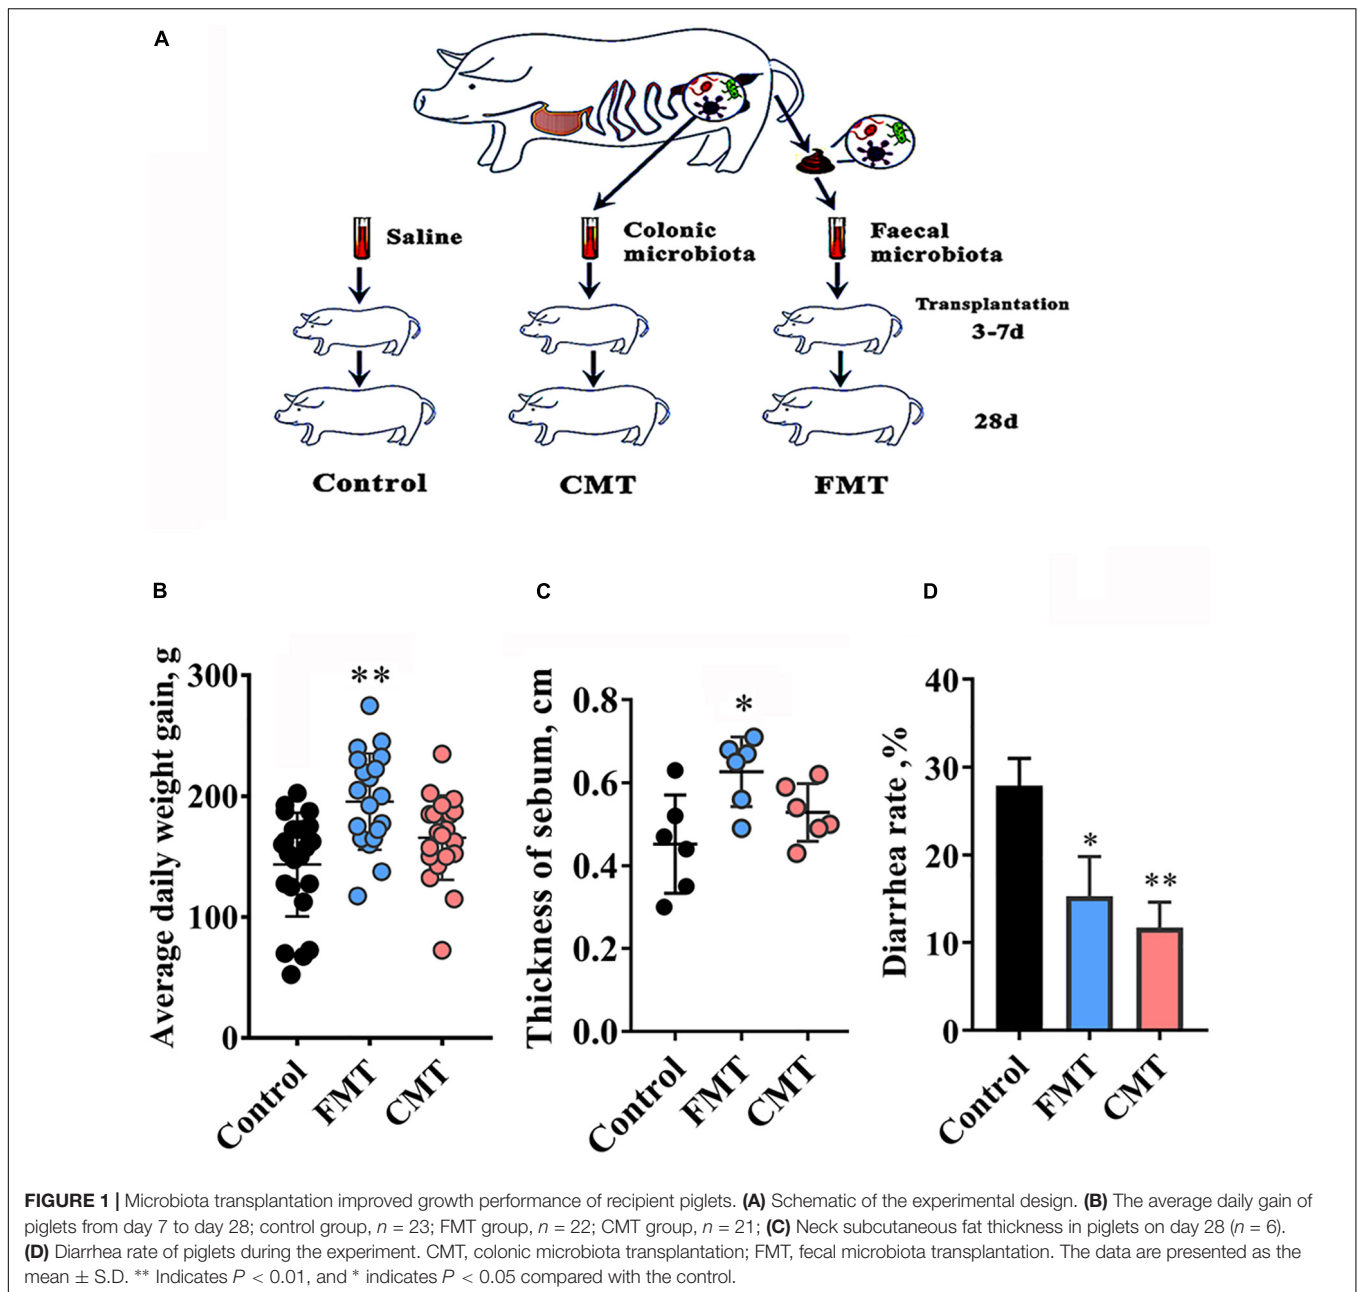 A
Saline
Colonic
microbiota
Faecal
microbiota
Transplantation
3-7d
28d
Control
CMT
FMT
B
Average daily weight gain, g
300
200
100
0
**
Control
FMT
CMT
C
Thickness of sebum, cm
0.8
0.6
0.4
0.2
0.0
*
Control
FMT
CMT
D
Diarrhea rate ,%
40
30
20
10
0
*
**
Control
FMT
CMT
FIGURE 1 | Microbiota transplantation improved growth performance of recipient piglets. (A) Schematic of the experimental design. (B) The average daily gain of
piglets from day 7 to day 28; control group, n = 23; FMT group, n = 22; CMT group, n = 21; (C) Neck subcutaneous fat thickness in piglets on day 28 (n = 6).
(D) Diarrhea rate of piglets during the experiment. CMT, colonic microbiota transplantation; FMT, fecal microbiota transplantation. The data are presented as the
mean ± S.D. ** Indicates P < 0.01, and * indicates P < 0.05 compared with the control.